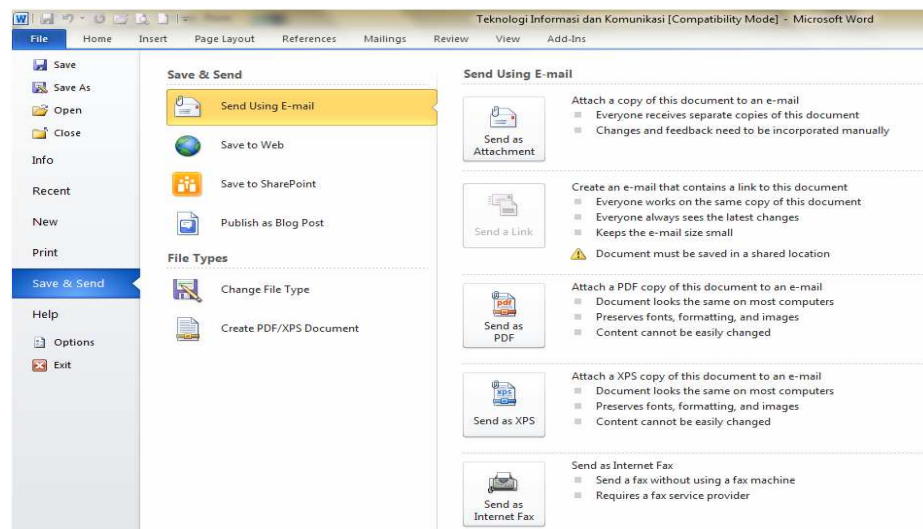 Teknologi Informasi dan Komunikasi [Compatibility Mode] - Microsoft Word
File Home Insert Page Layout References Mailings Review View Add-Ins
Save
Save As
Open
Close
Info
Recent
New
Print
Save & Send
Help
Options
Exit
Save & Send
Send Using E-mail
Save to Web
Save to SharePoint
Publish as Blog Post
File Types
Change File Type
Create PDF/XPS Document
Send Using E-mail
Send as
Attachment
Attach a copy of this document to an e-mail
Everyone receives separate copies of this document
Changes and feedback need to be incorporated manually
Send a Link
Create an e-mail that contains a link to this document
Everyone works on the same copy of this document
Everyone always sees the latest changes
Keeps the e-mail size small
Document must be saved in a shared location
Send as
PDF
Attach a PDF copy of this document to an e-mail
Document looks the same on most computers
Preserves fonts, formatting, and images
Content cannot be easily changed
Send as XPS
Attach a XPS copy of this document to an e-mail
Document looks the same on most computers
Preserves fonts, formatting, and images
Content cannot be easily changed
Send as
Internet Fax
Send as Internet Fax
Send a fax without using a fax machine
Requires a fax service provider